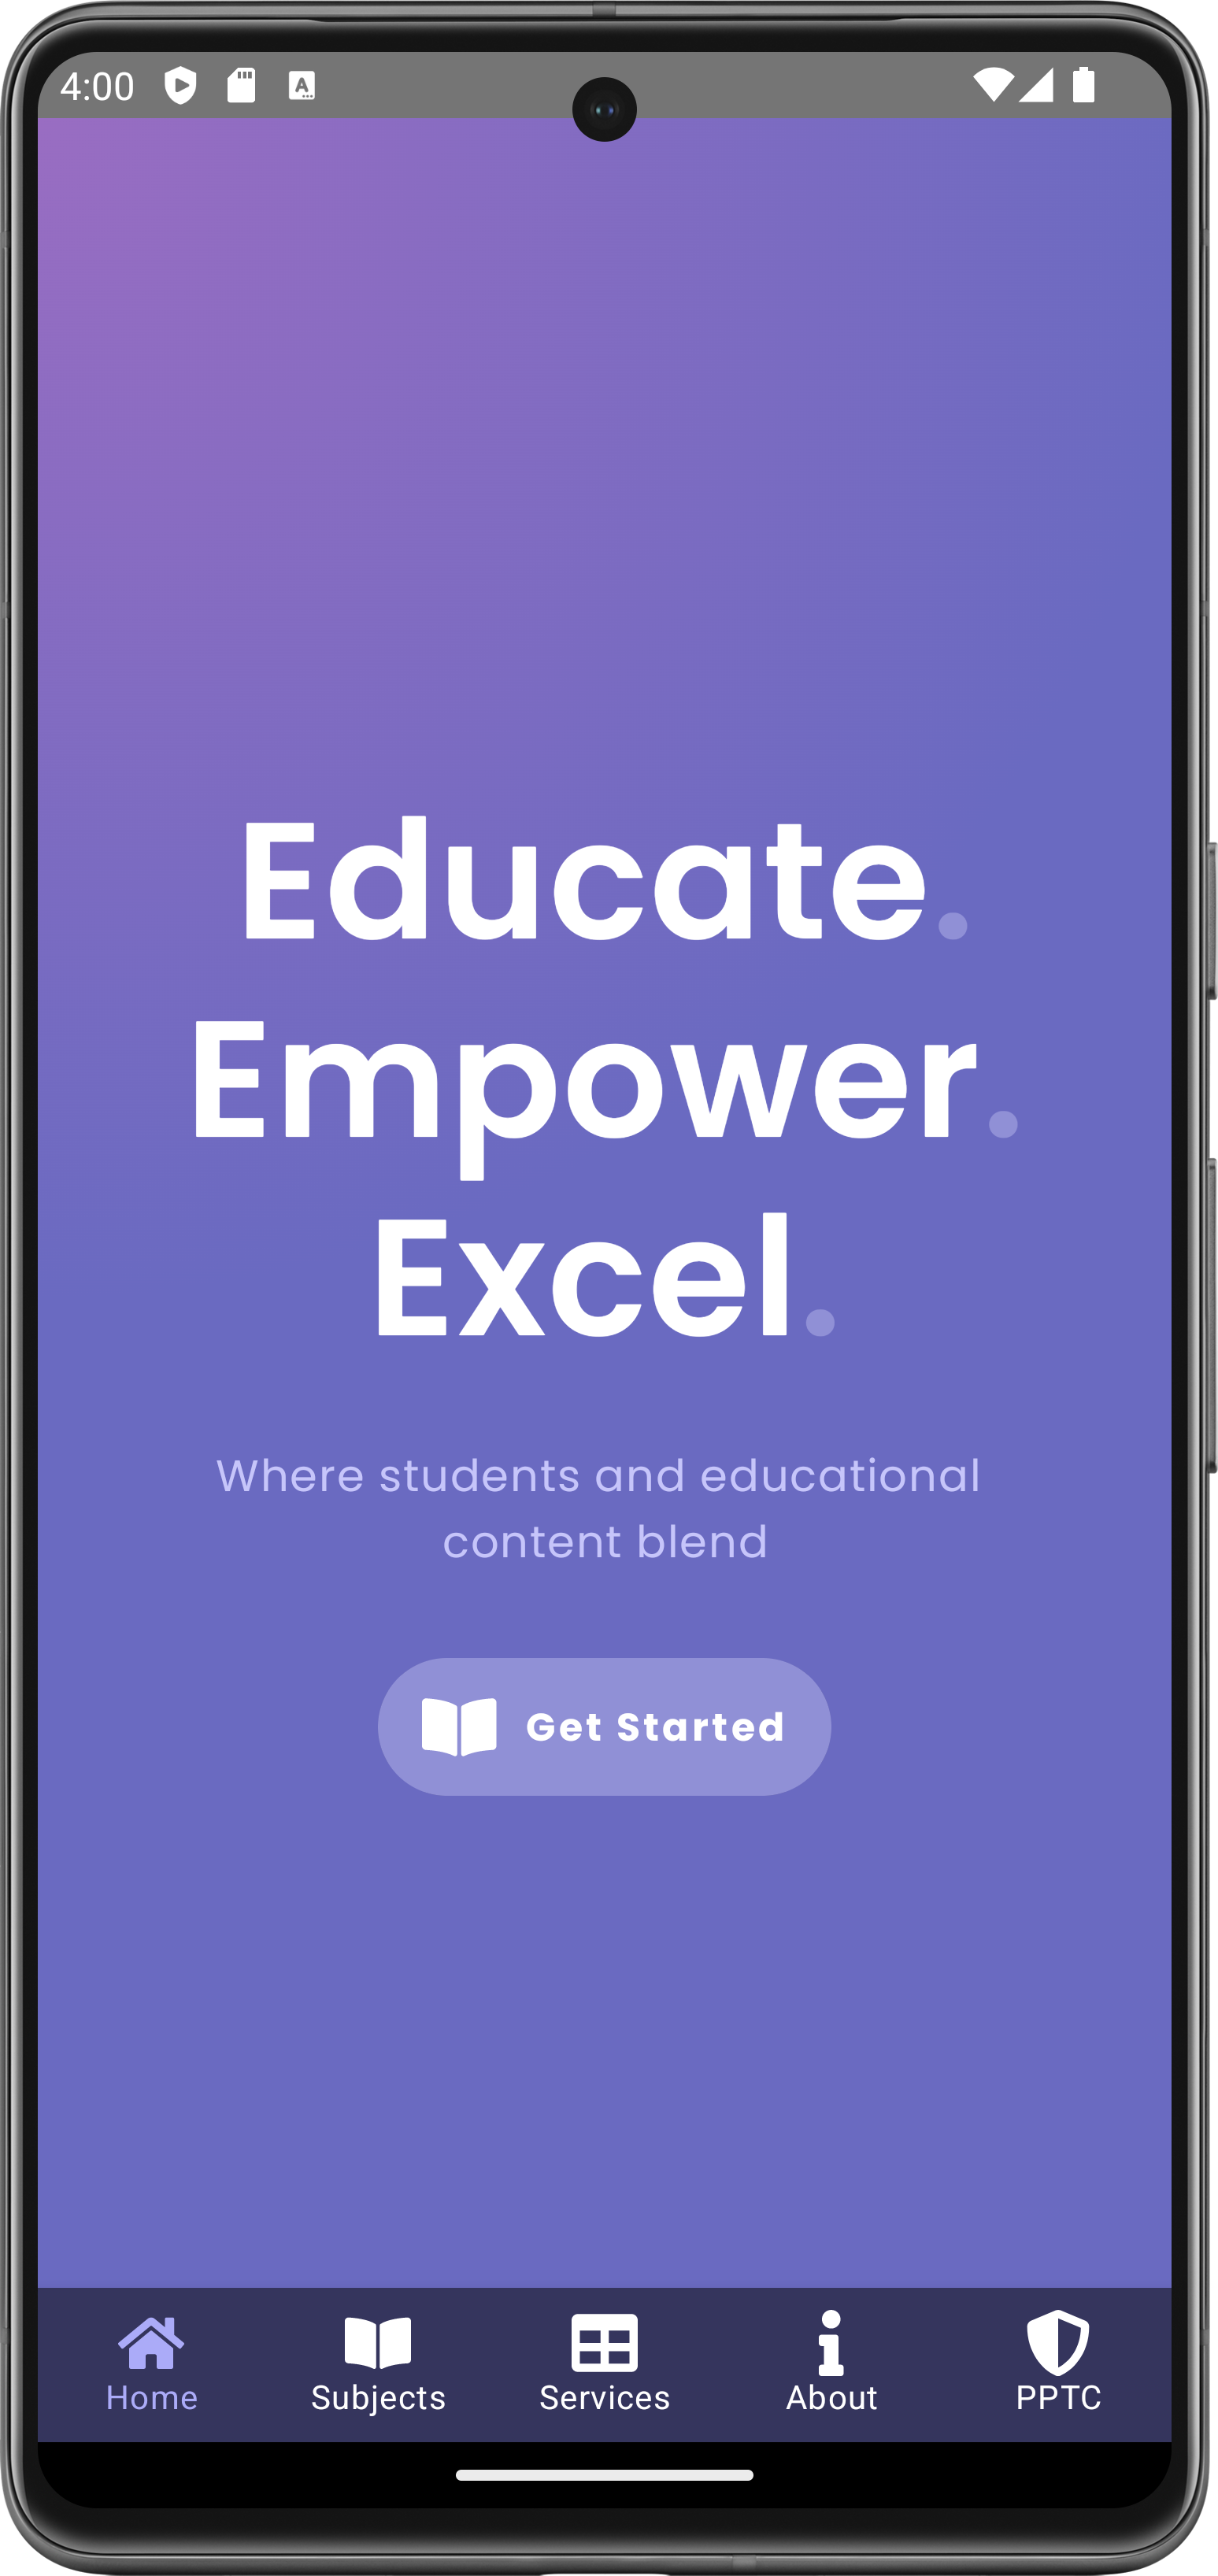 4:00
Educate.
Empower.
Excel.
Where students and educational
content blend
Get Started
Home Subjects Services About PPTC